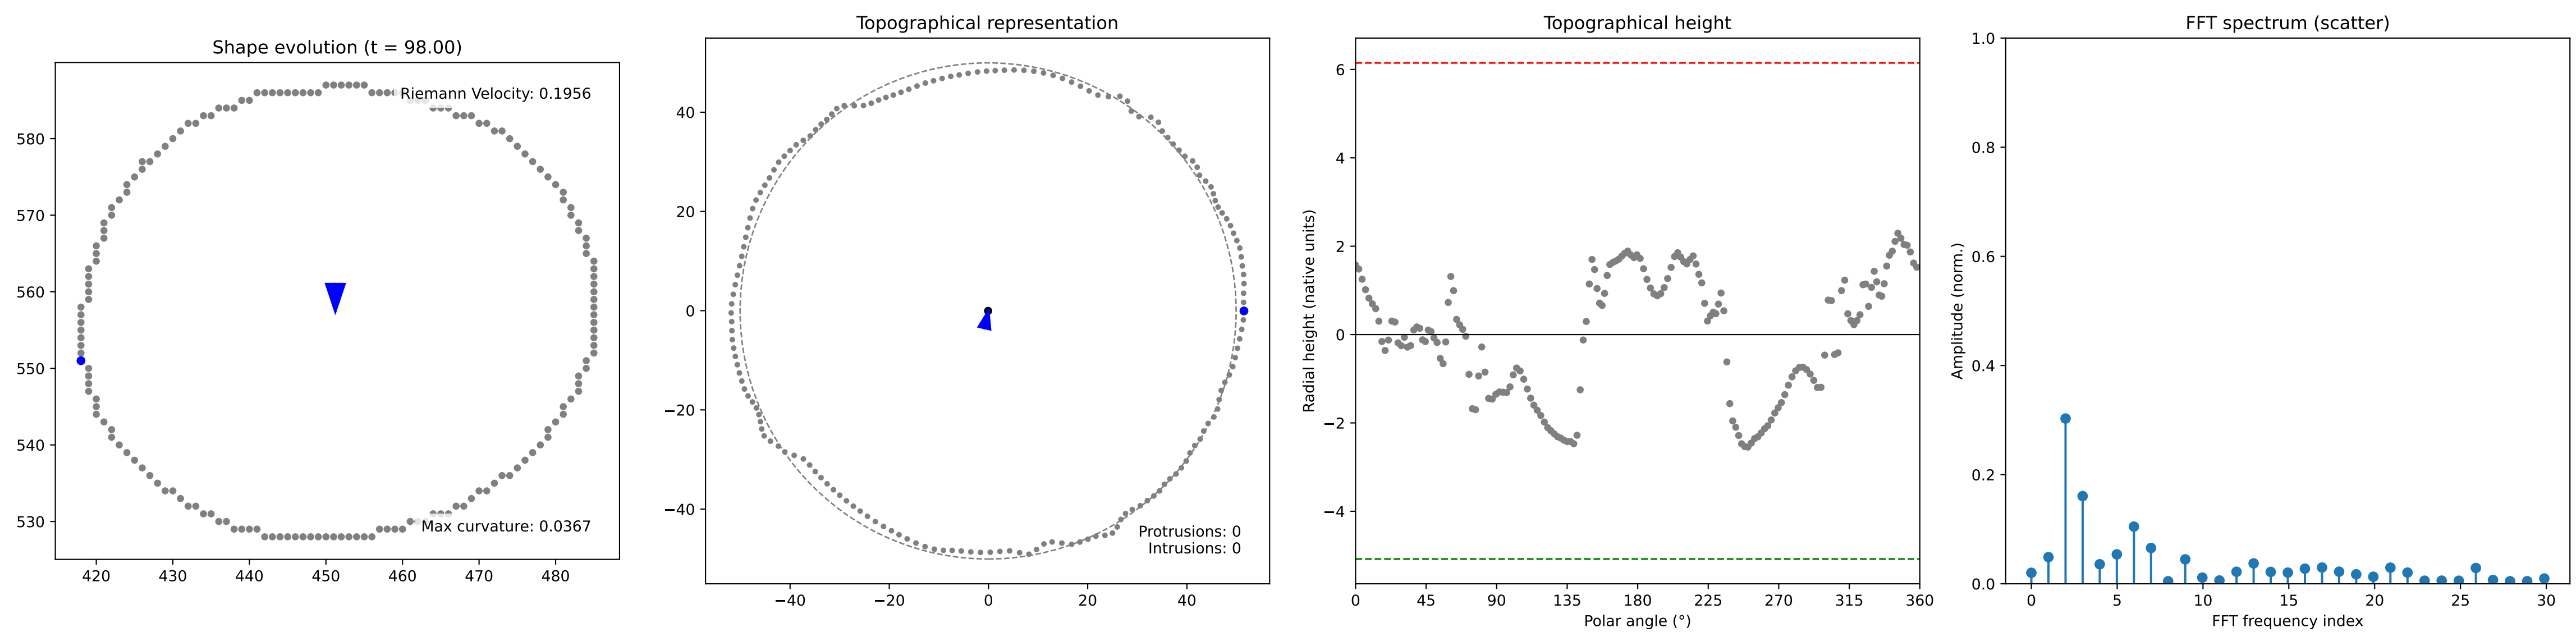 Shape evolution (t = 98.00)
Riemann Velocity: 0.1956
Max curvature: 0.0367
580
570
560
550
540
530
420 430 440 450 460 470 480
Topographical representation
40
20
0
−20
−40
−40 −20 0 20 40
Protrusions: 0
Intrusions: 0
Topographical height
Radial height (native units)
6
4
2
0
−2
−4
0 45 90 135 180 225 270 315 360
Polar angle (°)
FFT spectrum (scatter)
Amplitude (norm.)
1.0
0.8
0.6
0.4
0.2
0.0
0 5 10 15 20 25 30
FFT frequency index